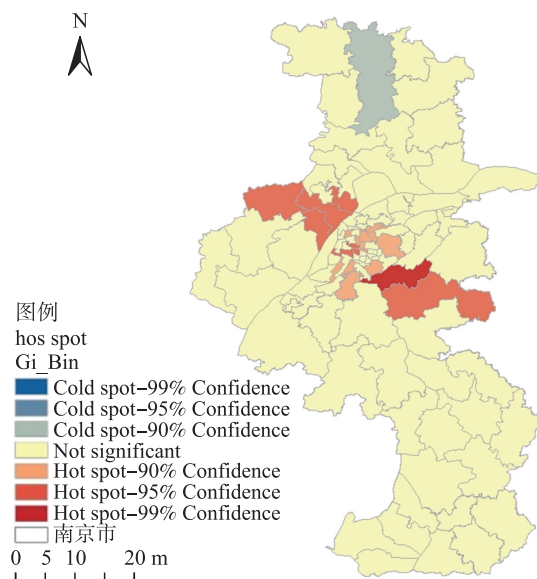 N
图例
hos spot
Gi_Bin
Cold spot–99% Confidence
Cold spot–95% Confidence
Cold spot–90% Confidence
Not significant
Hot spot–90% Confidence
Hot spot–95% Confidence
Hot spot–99% Confidence
南京市
0 5 10 20 m